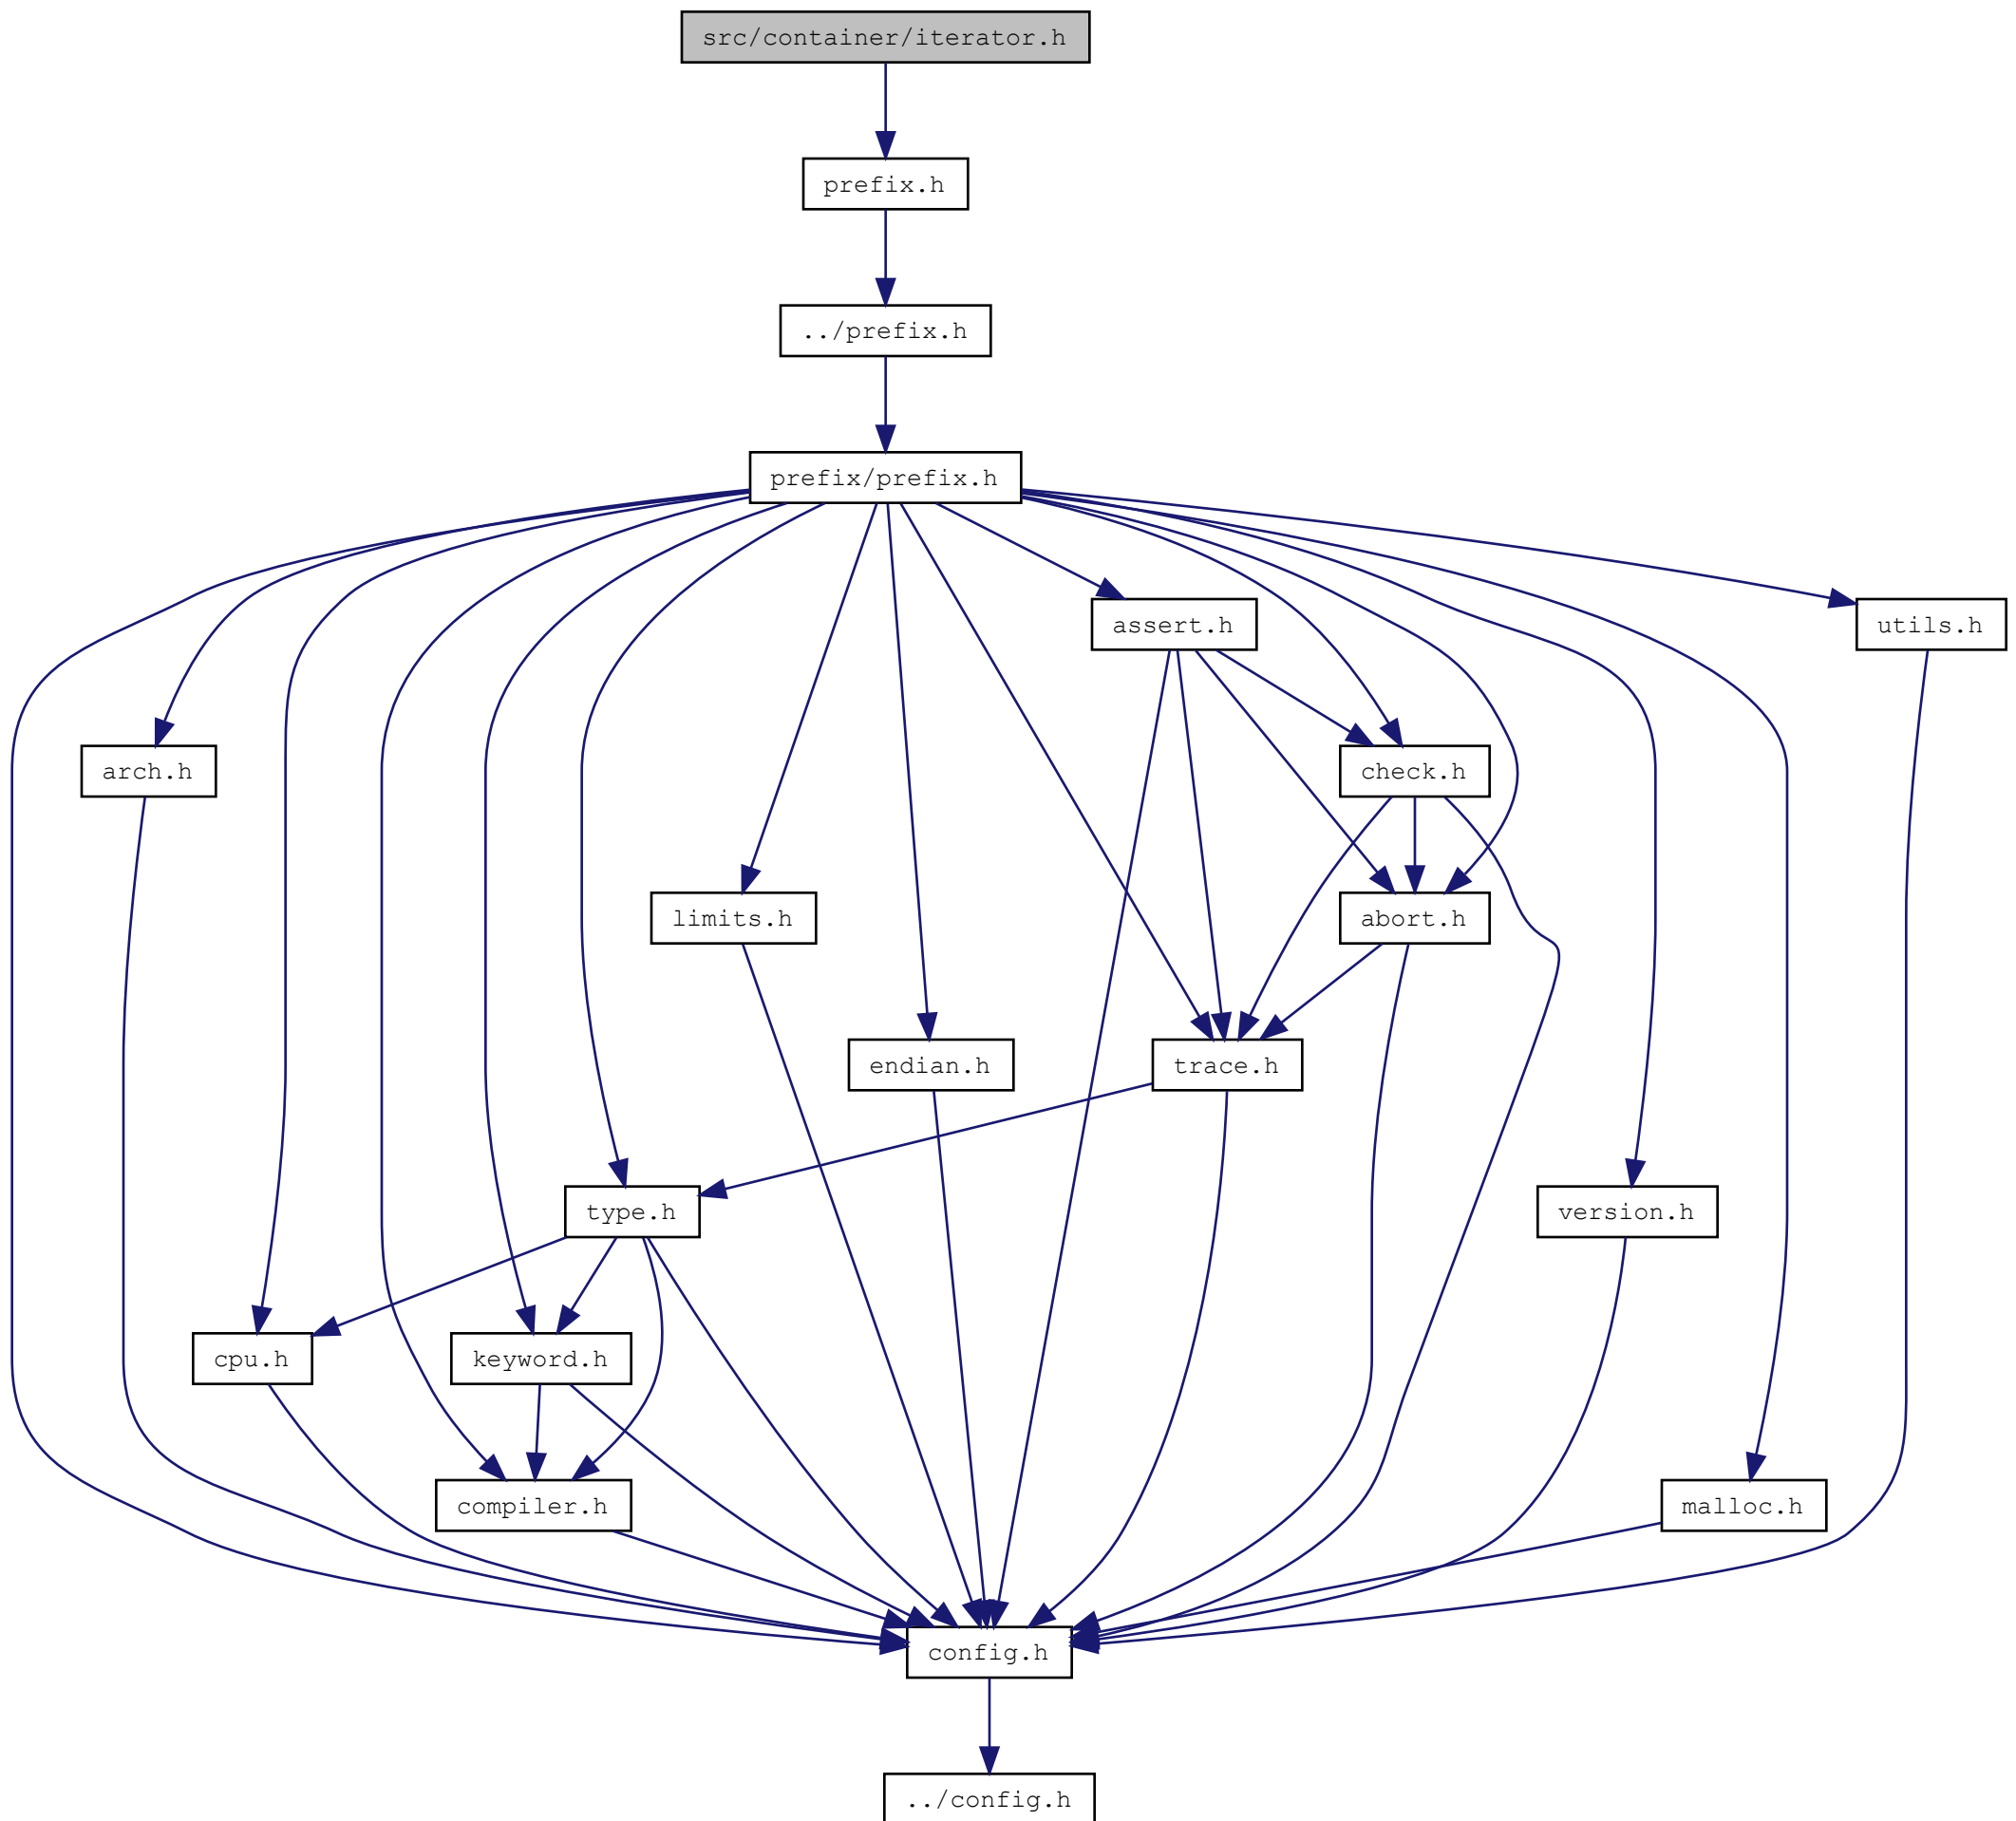 src/container/iterator.h
prefix.h
../prefix.h
prefix/prefix.h
assert.h
utils.h
arch.h
check.h
limits.h
abort.h
endian.h
trace.h
type.h
version.h
cpu.h
keyword.h
compiler.h
malloc.h
config.h
../config.h